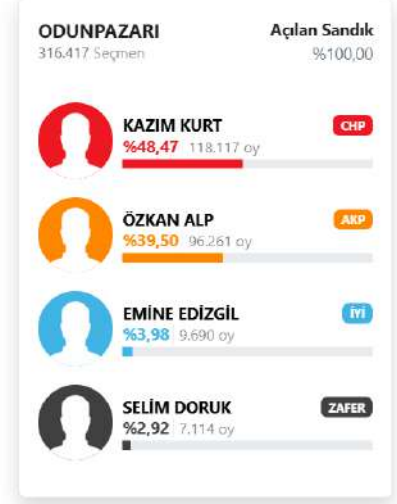 ODUNPAZARI Açılan Sandık
316.417 Seçmen %100,00
KAZIM KURT CHP
%48,47 118.117 oy
ÖZKAN ALP AKP
%39,50 96.261 oy
EMİNE EDİZGİL İYİ
%3,98 9.690 oy
SELİM DORUK ZAFER
%2,92 7.114 oy